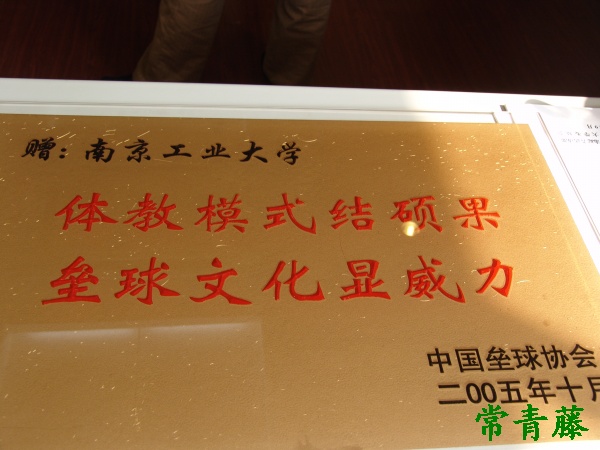 赠：南京工业大学
体教模式结硕果
垒球文化显威力
中国垒球协会
二00五年十月
常青藤